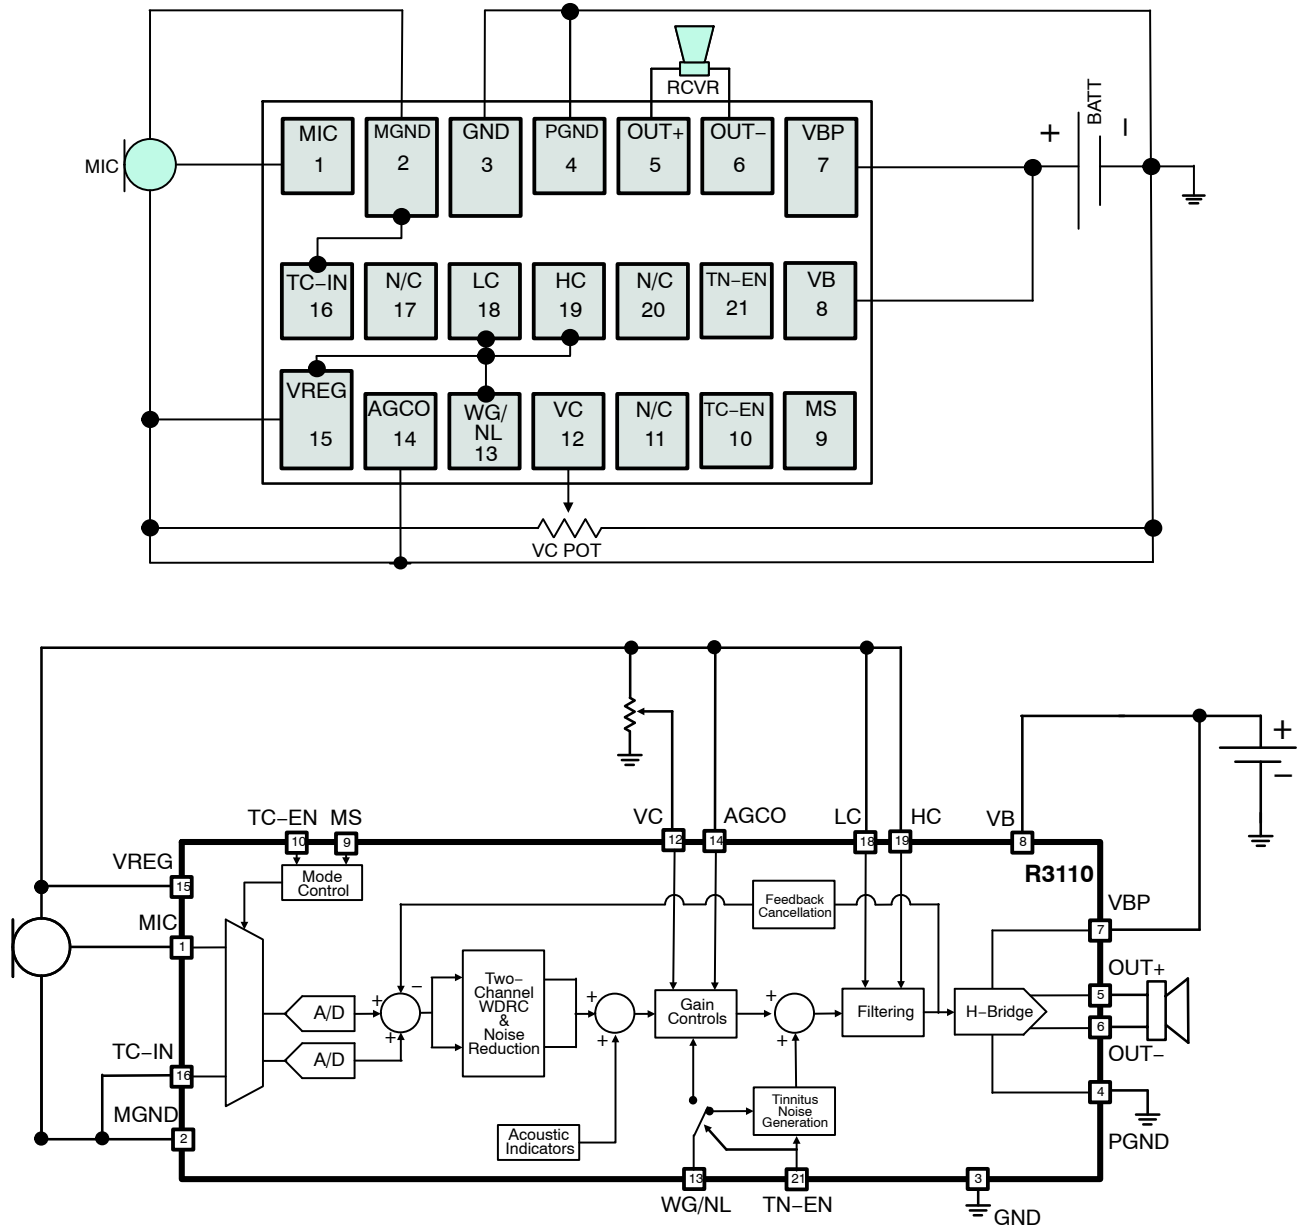 RCVR
BATT
+
−
MIC
MIC
1
MGND
2
GND
3
PGND
4
OUT+
5
OUT−
6
VBP
7
TC−IN
16
N/C
17
LC
18
HC
19
N/C
20
TN−EN
21
VB
8
VREG
15
AGCO
14
WG/
NL
13
VC
12
N/C
11
TC−EN
10
MS
9
VC POT
+
−
TC−EN
10
MS
9
VC
12
AGCO
14
LC
18
HC
19
VB
8
R3110
VREG
15
Mode
Control
MIC
1
Feedback
Cancellation
VBP
7
A/D
+
−
+
Two−
Channel
WDRC
&
Noise
Reduction
+
+
Gain
Controls
+
+
Filtering
H−Bridge
OUT+
5
6
OUT−
A/D
TC−IN
16
MGND
2
Acoustic
Indicators
Tinnitus
Noise
Generation
4
PGND
13
WG/NL
21
TN−EN
3
GND